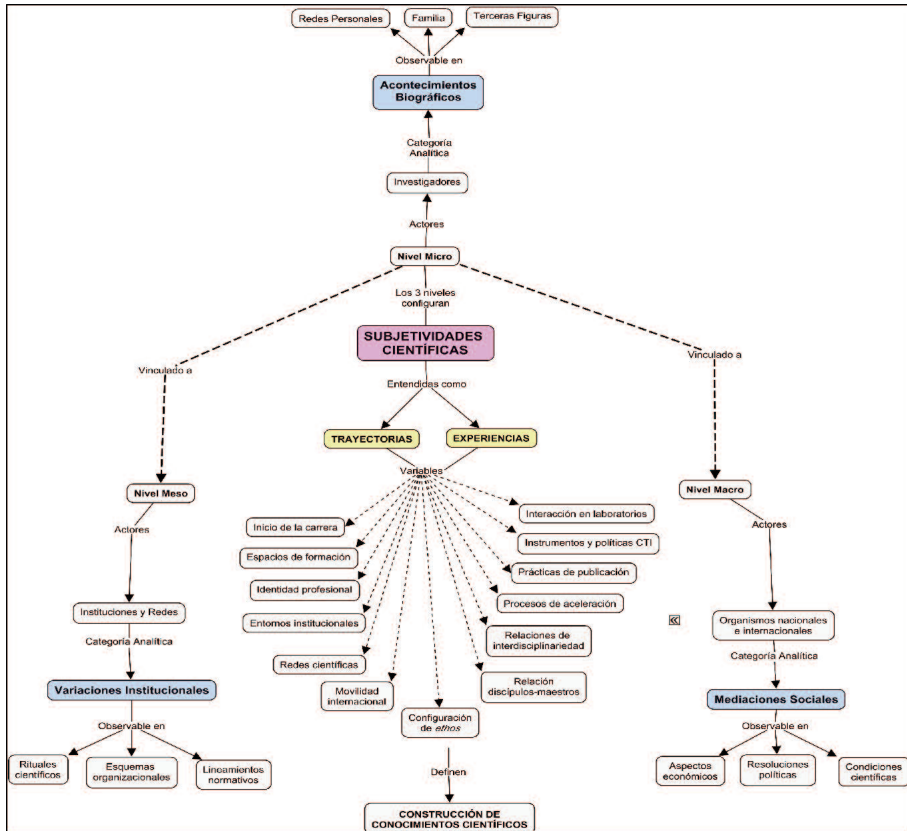 Redes Personales
Familia
Terceras Figuras
Observable en
Acontecimientos
Biográficos
Categoría
Analítica
Investigadores
Actores
Nivel Micro
Los 3 niveles
configuran
SUBJETIVIDADES
CIENTÍFICAS
Vinculado a
Vinculado a
Entendidas como
TRAYECTORIAS
EXPERIENCIAS
Variables
Nivel Meso
Nivel Macro
Actores
Actores
Inicio de la carrera
Espacios de formación
Identidad profesional
Entornos institucionales
Redes científicas
Movilidad
internacional
Configuración
de ethos
Relación
discípulos-maestros
Relaciones de
interdisciplinariedad
Procesos de aceleración
Prácticas de publicación
Instrumentos y políticas CTI
Interacción en laboratorios
Instituciones y Redes
Categoría Analítica
Variaciones Institucionales
Observable en
Rituales
científicos
Esquemas
organizacionales
Lineamientos
normativos
«
Organismos nacionales
e internacionales
Categoría Analítica
Mediaciones Sociales
Observable en
Aspectos
económicos
Resoluciones
políticas
Condiciones
científicas
Definen
CONSTRUCCIÓN DE
CONOCIMIENTOS CIENTÍFICOS